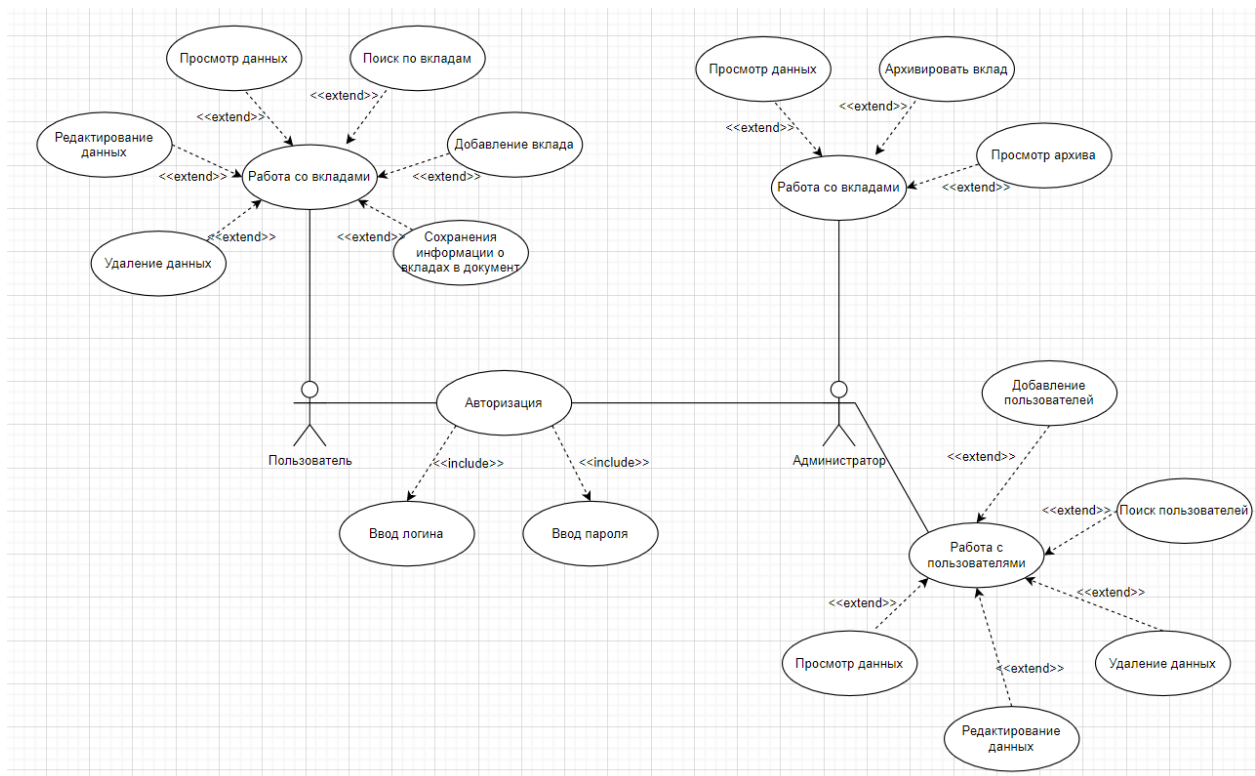 Просмотр данных
Поиск по вкладам
<<extend>>
<<extend>>
Редактирование
данных
Добавление вклада
<<extend>>
Работа со вкладами
<<extend>>
<<extend>>
<<extend>>
Удаление данных
Сохранения
информации о
вкладах в документ
Просмотр данных
Архивировать вклад
<<extend>>
<<extend>>
Просмотр архива
Работа со вкладами
<<extend>>
Авторизация
Пользователь
Администратор
<<include>>
<<include>>
Ввод логина
Ввод пароля
Добавление
пользователей
<<extend>>
<<extend>>
Поиск пользователей
Работа с
пользователями
<<extend>>
<<extend>>
Просмотр данных
<<extend>>
Удаление данных
Редактирование
данных